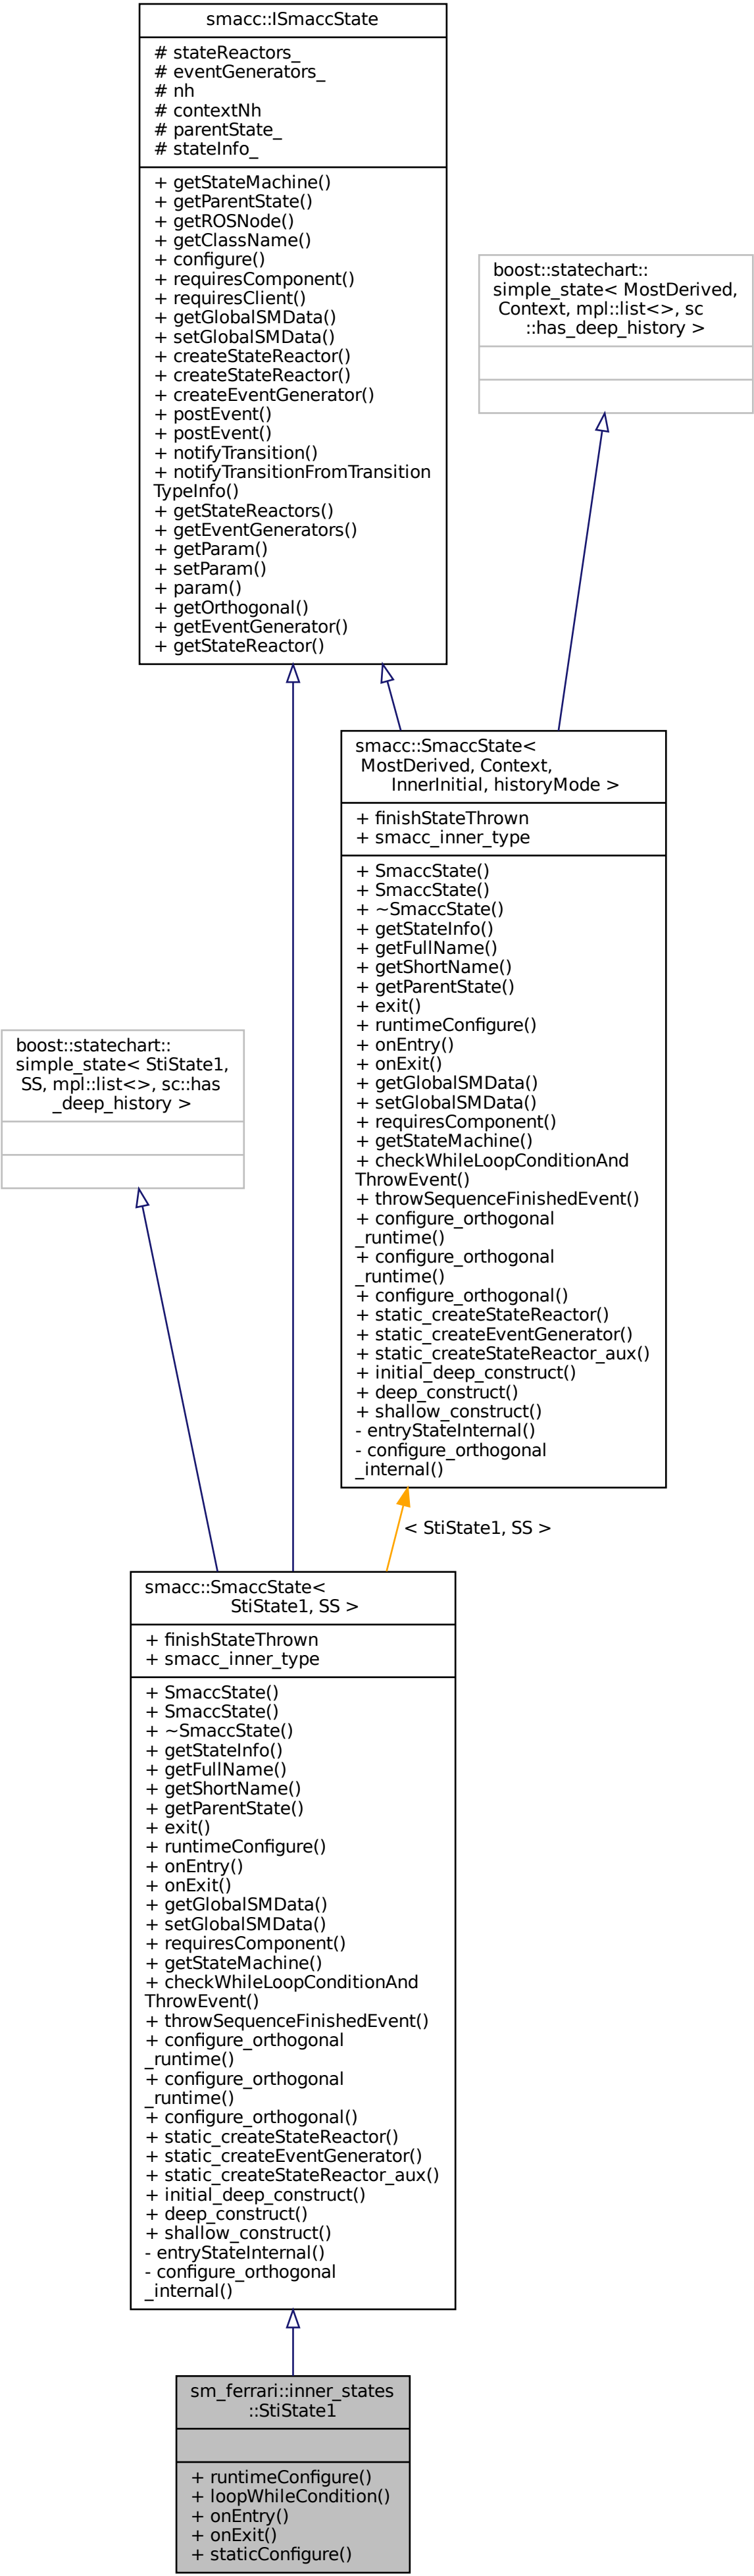 smacc::ISmaccState
# stateReactors_
# eventGenerators_
# nh
# contextNh
# parentState_
# stateInfo_
+ getStateMachine()
+ getParentState()
+ getROSNode()
+ getClassName()
+ configure()
+ requiresComponent()
+ requiresClient()
+ getGlobalSMData()
+ setGlobalSMData()
+ createStateReactor()
+ createStateReactor()
+ createEventGenerator()
+ postEvent()
+ postEvent()
+ notifyTransition()
+ notifyTransitionFromTransition
TypeInfo()
+ getStateReactors()
+ getEventGenerators()
+ getParam()
+ setParam()
+ param()
+ getOrthogonal()
+ getEventGenerator()
+ getStateReactor()
boost::statechart::
simple_state< MostDerived,
Context, mpl::list<>, sc
::has_deep_history >
smacc::SmaccState<
MostDerived, Context,
InnerInitial, historyMode >
+ finishStateThrown
+ smacc_inner_type
+ SmaccState()
+ SmaccState()
+ ~SmaccState()
+ getStateInfo()
+ getFullName()
+ getShortName()
+ getParentState()
+ exit()
+ runtimeConfigure()
+ onEntry()
+ onExit()
+ getGlobalSMData()
+ setGlobalSMData()
+ requiresComponent()
+ getStateMachine()
+ checkWhileLoopConditionAnd
ThrowEvent()
+ throwSequenceFinishedEvent()
+ configure_orthogonal
_runtime()
+ configure_orthogonal
_runtime()
+ configure_orthogonal()
+ static_createStateReactor()
+ static_createEventGenerator()
+ static_createStateReactor_aux()
+ initial_deep_construct()
+ deep_construct()
+ shallow_construct()
- entryStateInternal()
- configure_orthogonal
_internal()
boost::statechart::
simple_state< StiState1,
SS, mpl::list<>, sc::has
_deep_history >
< StiState1, SS >
smacc::SmaccState<
StiState1, SS >
+ finishStateThrown
+ smacc_inner_type
+ SmaccState()
+ SmaccState()
+ ~SmaccState()
+ getStateInfo()
+ getFullName()
+ getShortName()
+ getParentState()
+ exit()
+ runtimeConfigure()
+ onEntry()
+ onExit()
+ getGlobalSMData()
+ setGlobalSMData()
+ requiresComponent()
+ getStateMachine()
+ checkWhileLoopConditionAnd
ThrowEvent()
+ throwSequenceFinishedEvent()
+ configure_orthogonal
_runtime()
+ configure_orthogonal
_runtime()
+ configure_orthogonal()
+ static_createStateReactor()
+ static_createEventGenerator()
+ static_createStateReactor_aux()
+ initial_deep_construct()
+ deep_construct()
+ shallow_construct()
- entryStateInternal()
- configure_orthogonal
_internal()
sm_ferrari::inner_states
::StiState1
+ runtimeConfigure()
+ loopWhileCondition()
+ onEntry()
+ onExit()
+ staticConfigure()